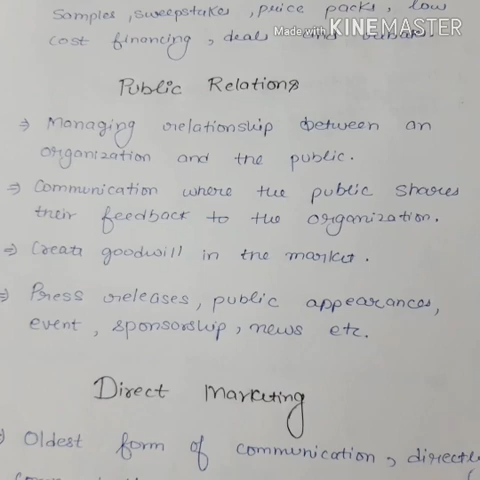 Samples, sweepstakes, price packs, low
cost financing, deals and
Made with KINEMASTER
Public Relations
⇒ Managing relationship between an
organization and the public.
⇒ Communication where the public shares
their feedback to the organization.
⇒ Create goodwill in the market.
⇒ Press releases, public appearances,
event, sponsorship, news etc.
Direct Marketing
⇒ Oldest form of communication, directly